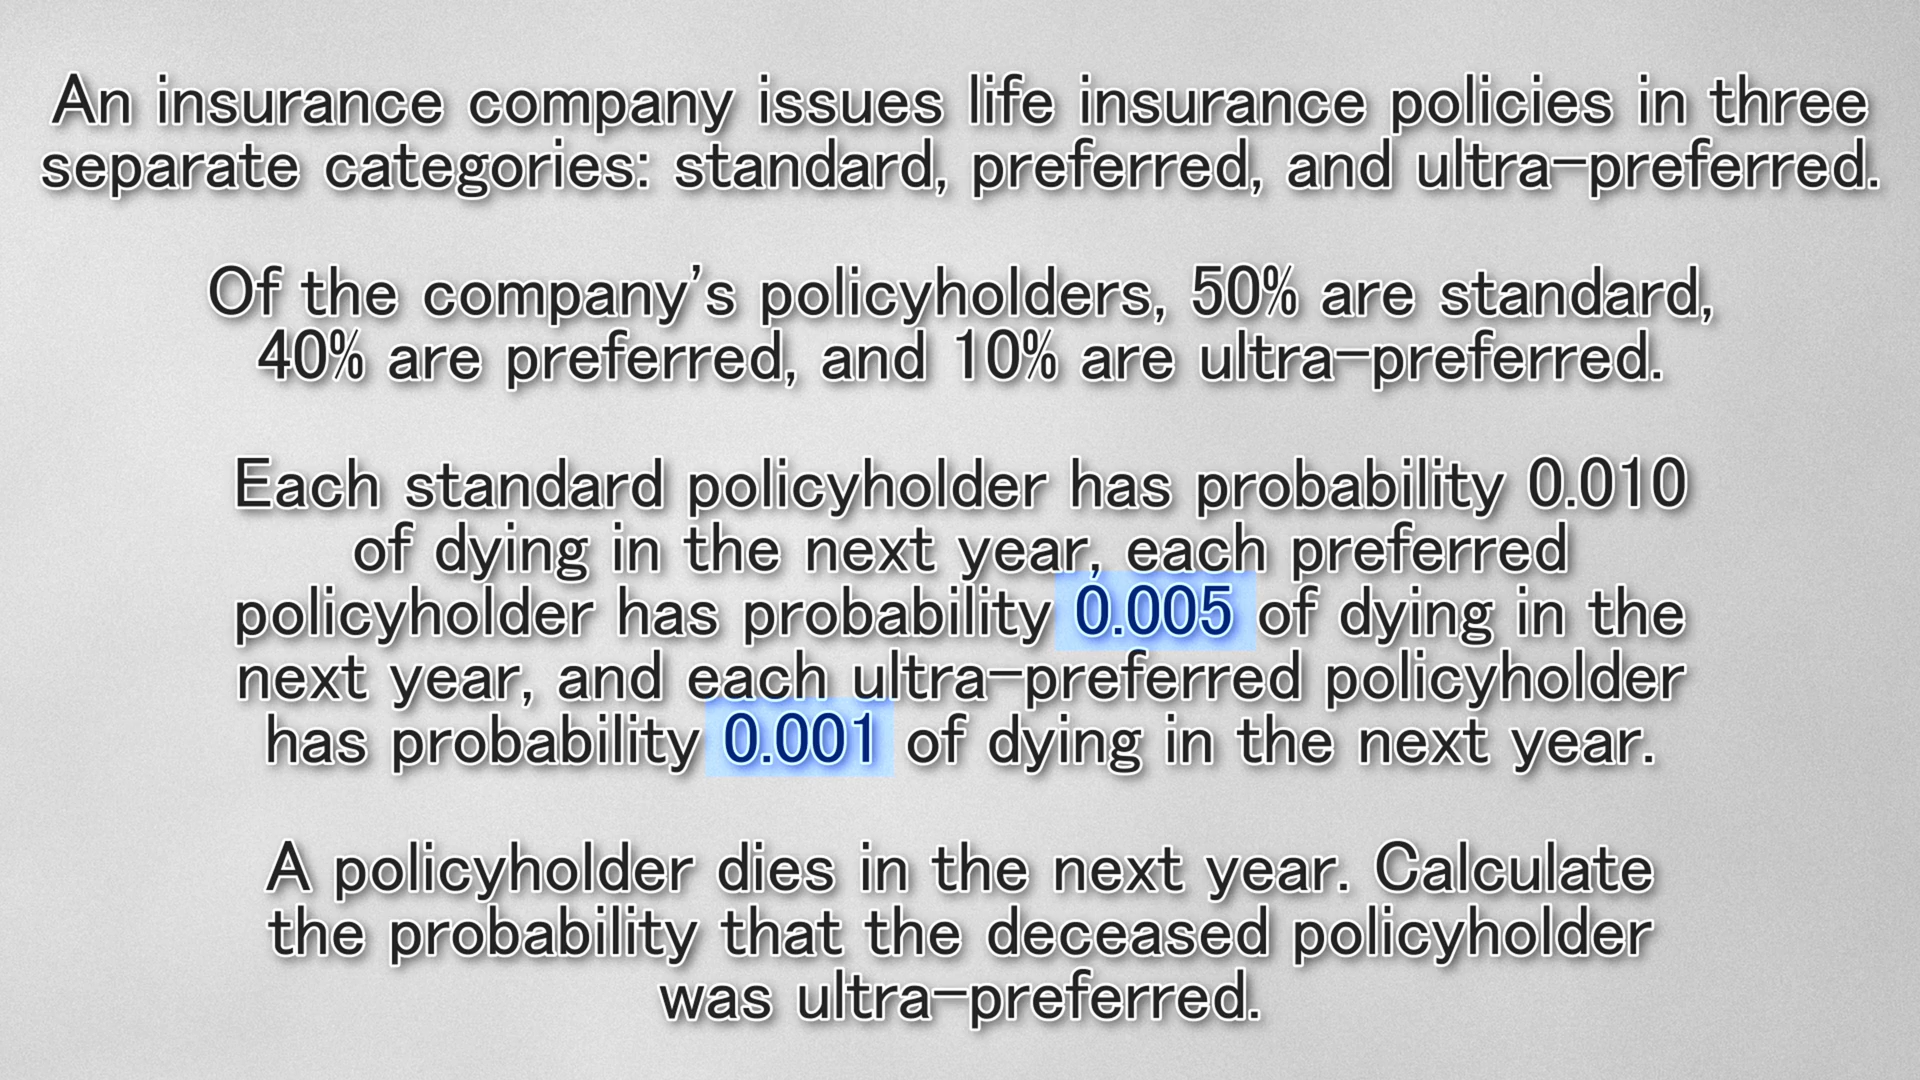 An insurance company issues life insurance policies in three
separate categories: standard, preferred, and ultra-preferred.
Of the company's policyholders, 50% are standard,
40% are preferred, and 10% are ultra-preferred.
Each standard policyholder has probability 0.010
of dying in the next year, each preferred
policyholder has probability 0.005 of dying in the
next year, and each ultra-preferred policyholder
has probability 0.001 of dying in the next year.
A policyholder dies in the next year. Calculate
the probability that the deceased policyholder
was ultra-preferred.